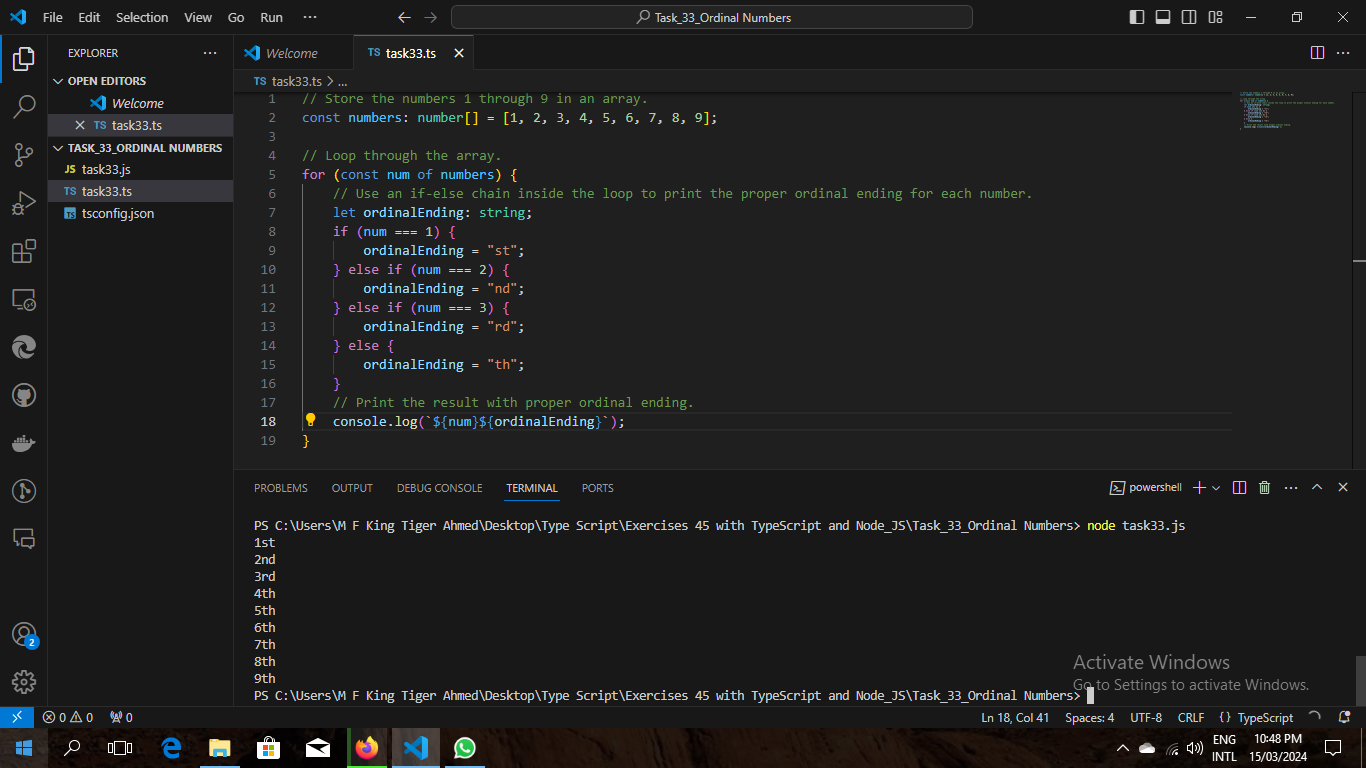 File Edit Selection View Go Run ···
Task_33_Ordinal Numbers
EXPLORER
OPEN EDITORS
Welcome
TS task33.ts
TASK_33_ORDINAL NUMBERS
JS task33.js
TS task33.ts
tsconfig.json
Welcome
TS task33.ts
TS task33.ts > ...
1 // Store the numbers 1 through 9 in an array.
2 const numbers: number[] = [1, 2, 3, 4, 5, 6, 7, 8, 9];
3
4 // Loop through the array.
5 for (const num of numbers) {
6 // Use an if-else chain inside the loop to print the proper ordinal ending for each number.
7 let ordinalEnding: string;
8 if (num === 1) {
9 ordinalEnding = "st";
10 } else if (num === 2) {
11 ordinalEnding = "nd";
12 } else if (num === 3) {
13 ordinalEnding = "rd";
14 } else {
15 ordinalEnding = "th";
16 }
17 // Print the result with proper ordinal ending.
18 console.log(`${num}${ordinalEnding}`);
19 }
PROBLEMS OUTPUT DEBUG CONSOLE TERMINAL PORTS
powershell
PS C:\Users\M F King Tiger Ahmed\Desktop\Type Script\Exercises 45 with TypeScript and Node_JS\Task_33_Ordinal Numbers> node task33.js
1st
2nd
3rd
4th
5th
6th
7th
8th
9th
PS C:\Users\M F King Tiger Ahmed\Desktop\Type Script\Exercises 45 with TypeScript and Node_JS\Task_33_Ordinal Numbers>
Activate Windows
Go to Settings to activate Windows.
2
0 0 0
Ln 18, Col 41 Spaces: 4 UTF-8 CRLF {} TypeScript
ENG
INTL
10:48 PM
15/03/2024